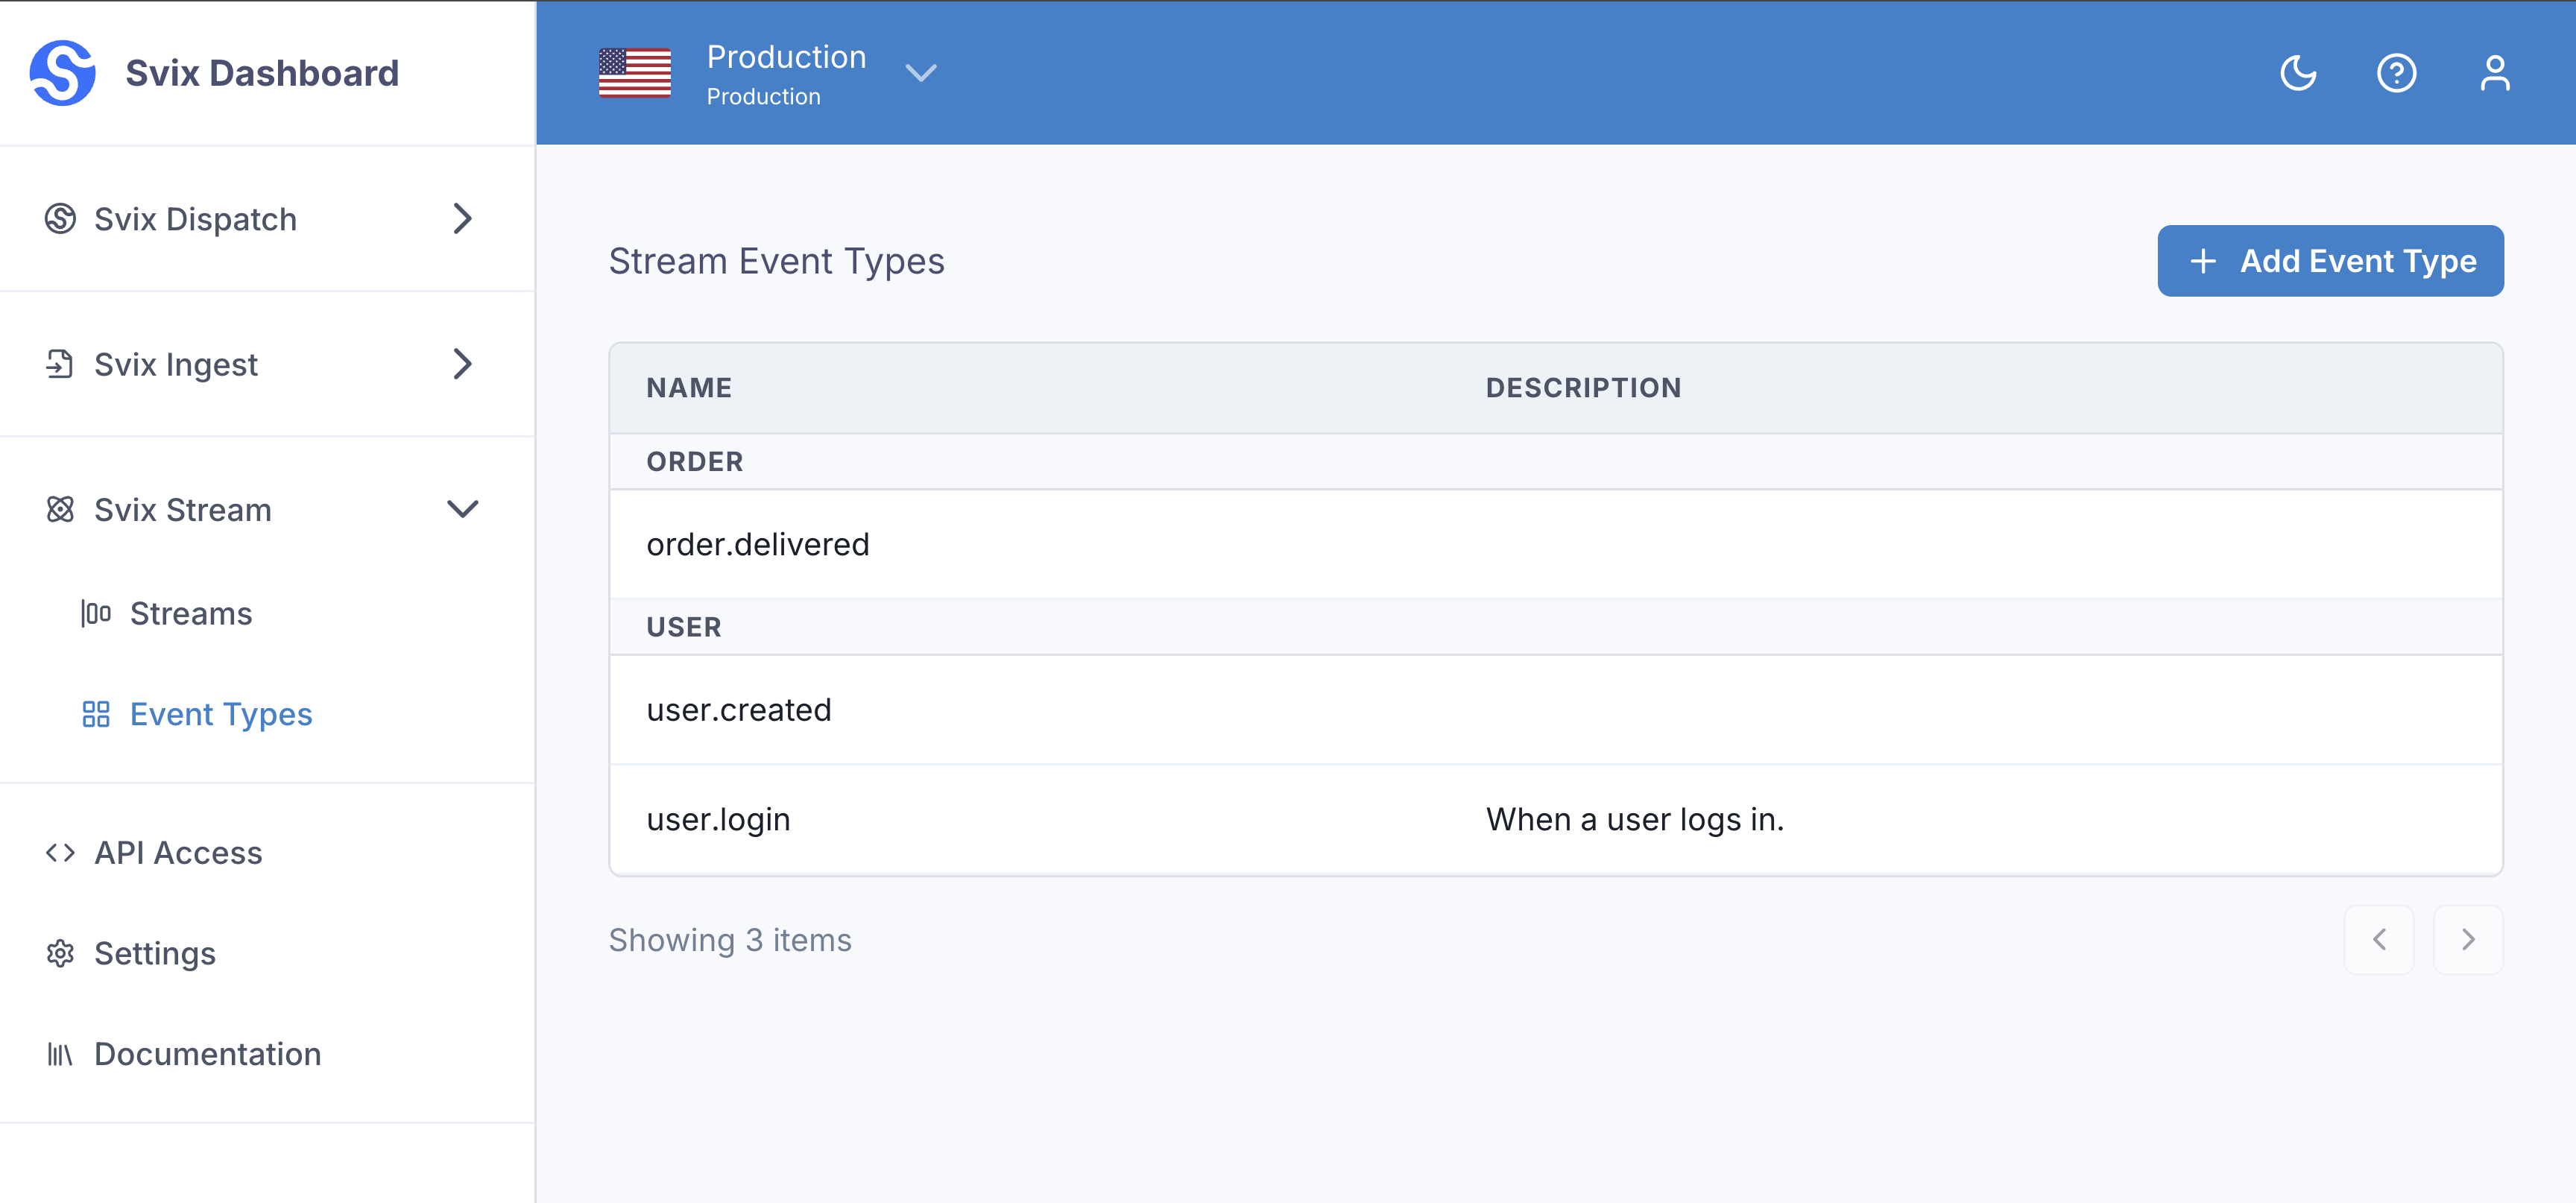 Svix Dashboard
Production
Production
Svix Dispatch
Svix Ingest
Svix Stream
Streams
Event Types
API Access
Settings
Documentation
Stream Event Types
Add Event Type
NAME DESCRIPTION
ORDER
order.delivered
USER
user.created
user.login When a user logs in.
Showing 3 items